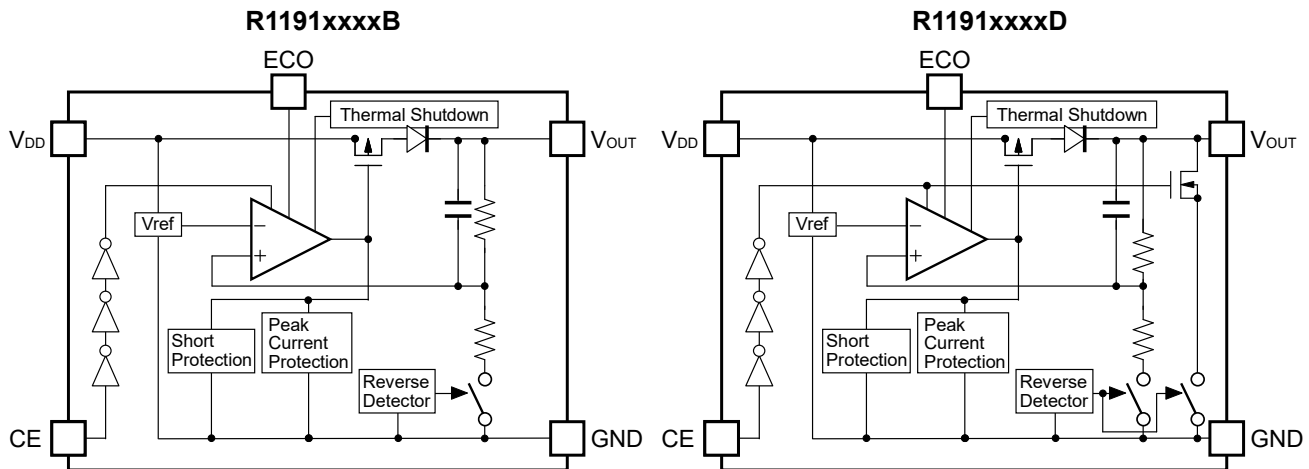 R1191xxxxB
ECO
Thermal Shutdown
VDD
VOUT
Vref
−
+
Short
Protection
Peak
Current
Protection
Reverse
Detector
CE
GND
R1191xxxxD
ECO
Thermal Shutdown
VDD
VOUT
Vref
−
+
Short
Protection
Peak
Current
Protection
Reverse
Detector
CE
GND